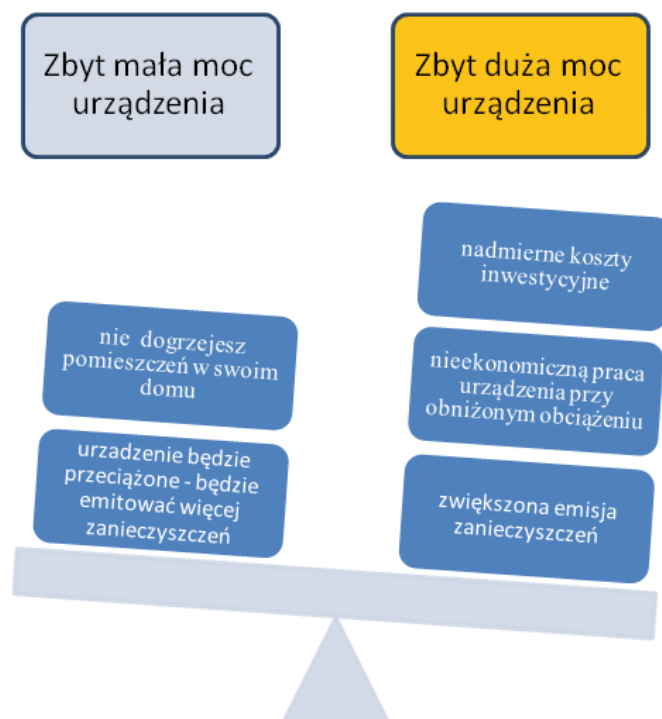 Zbyt mała moc
urządzenia
Zbyt duża moc
urządzenia
nie dogrzejesz
pomieszczeń w swoim
domu
urzadzenie będzie
przeciążone - będzie
emitować więcej
zanieczyszczeń
nadmierne koszty
inwestycyjne
nieekonomiczną praca
urządzenia przy
obniżonym obciążeniu
zwiększona emisja
zanieczyszczeń